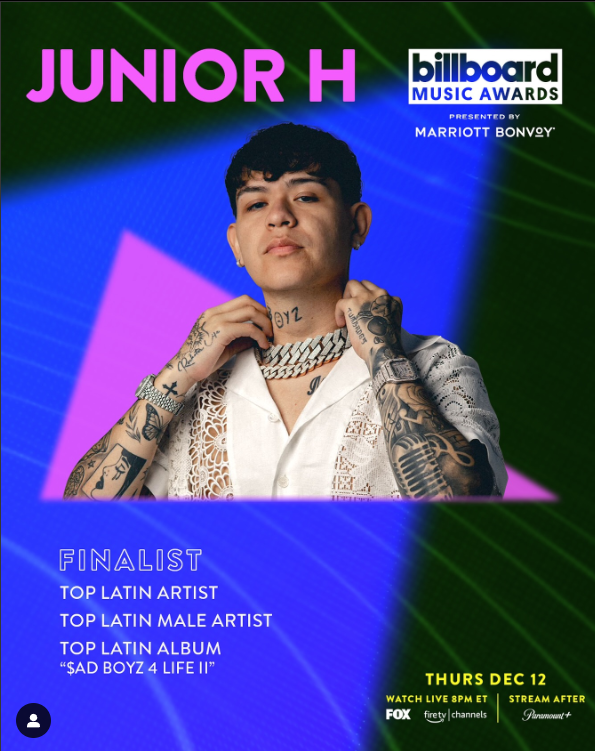 JUNIOR H
billboard
MUSIC AWARDS
PRESENTED BY
MARRIOTT BONVOY
OYZ
FINALIST
TOP LATIN ARTIST
TOP LATIN MALE ARTIST
TOP LATIN ALBUM
“$AD BOYZ 4 LIFE II”
THURS DEC 12
WATCH LIVE 8PM ET | STREAM AFTER
FOX firetv | channels Paramount+